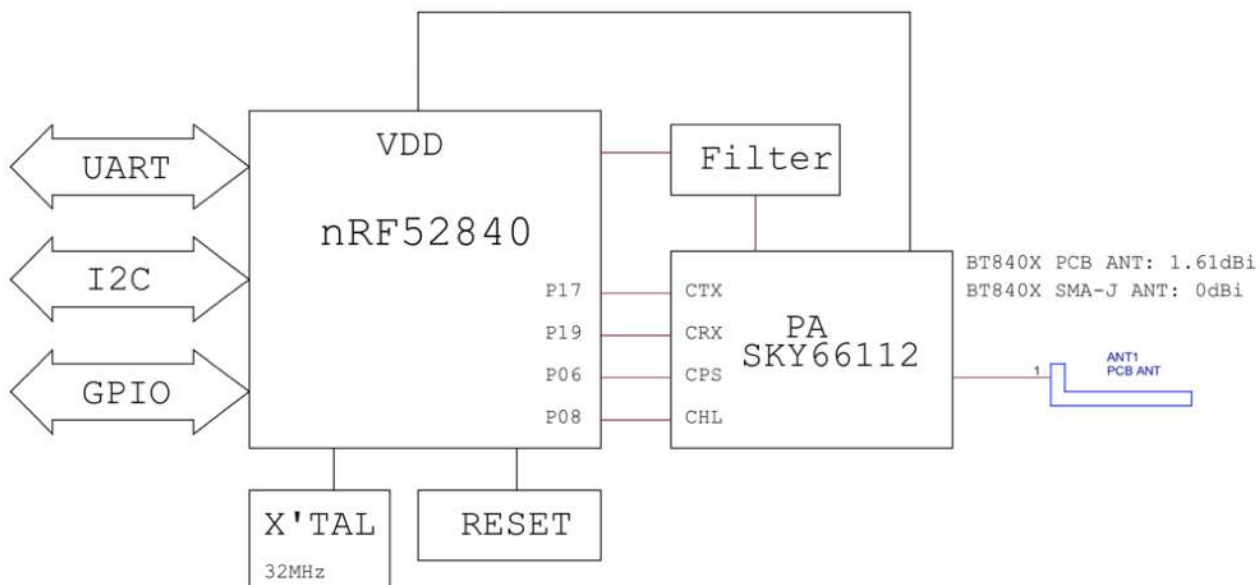 VDD
UART
Filter
nRF52840
BT840X PCB ANT: 1.61dBi
I2C
P17
CTX
BT840X SMA-J ANT: 0dBi
P19
CRX
PA
SKY66112
ANT1
PCB ANT
1
GPIO
P06
CPS
P08
CHL
X'TAL
RESET
32MHz